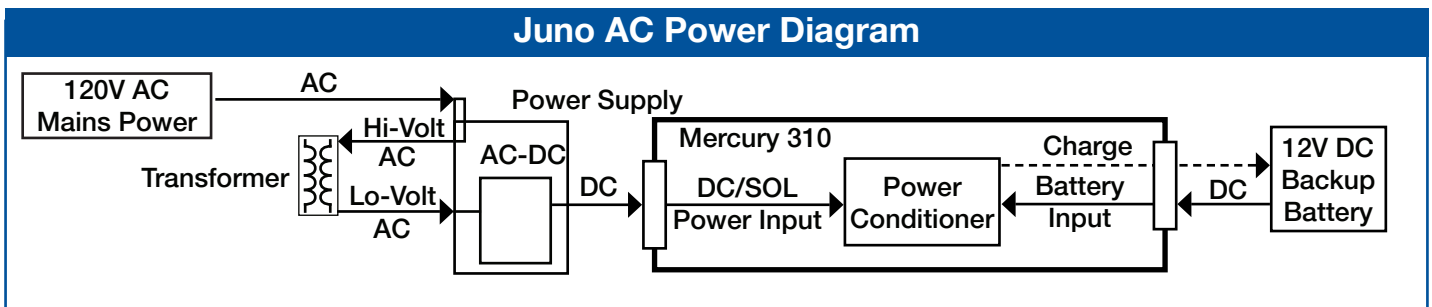 Juno AC Power Diagram
120V AC
Mains Power
AC
Hi-Volt
AC
Transformer
Lo-Volt
AC
Power Supply
AC-DC
DC
Mercury 310
DC/SOL
Power Input
Power
Conditioner
Charge
Battery
Input
DC
12V DC
Backup
Battery